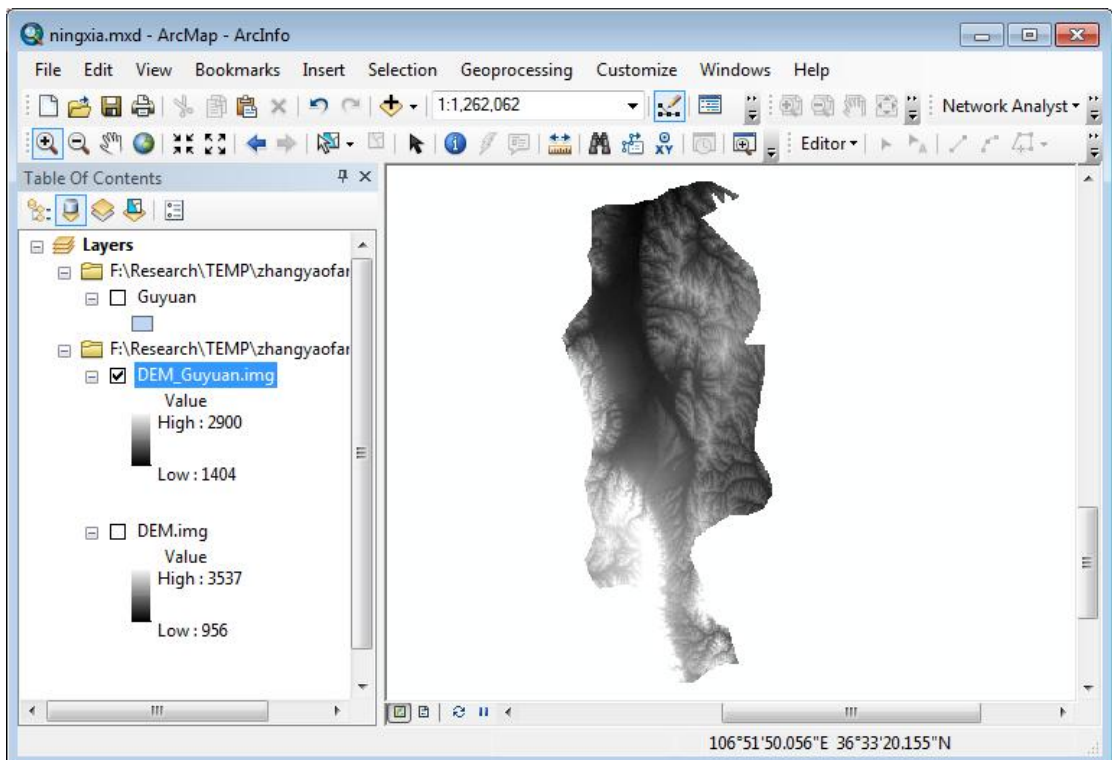 ningxia.mxd - ArcMap - ArcInfo
File Edit View Bookmarks Insert Selection Geoprocessing Customize Windows Help
1:1,262,062
Network Analyst
XY
Editor
Table Of Contents
Layers
F:\Research\TEMP\zhangyaofar
Guyuan
F:\Research\TEMP\zhangyaofar
DEM_Guyuan.img
Value
High : 2900
Low : 1404
DEM.img
Value
High : 3537
Low : 956
106°51'50.056"E 36°33'20.155"N